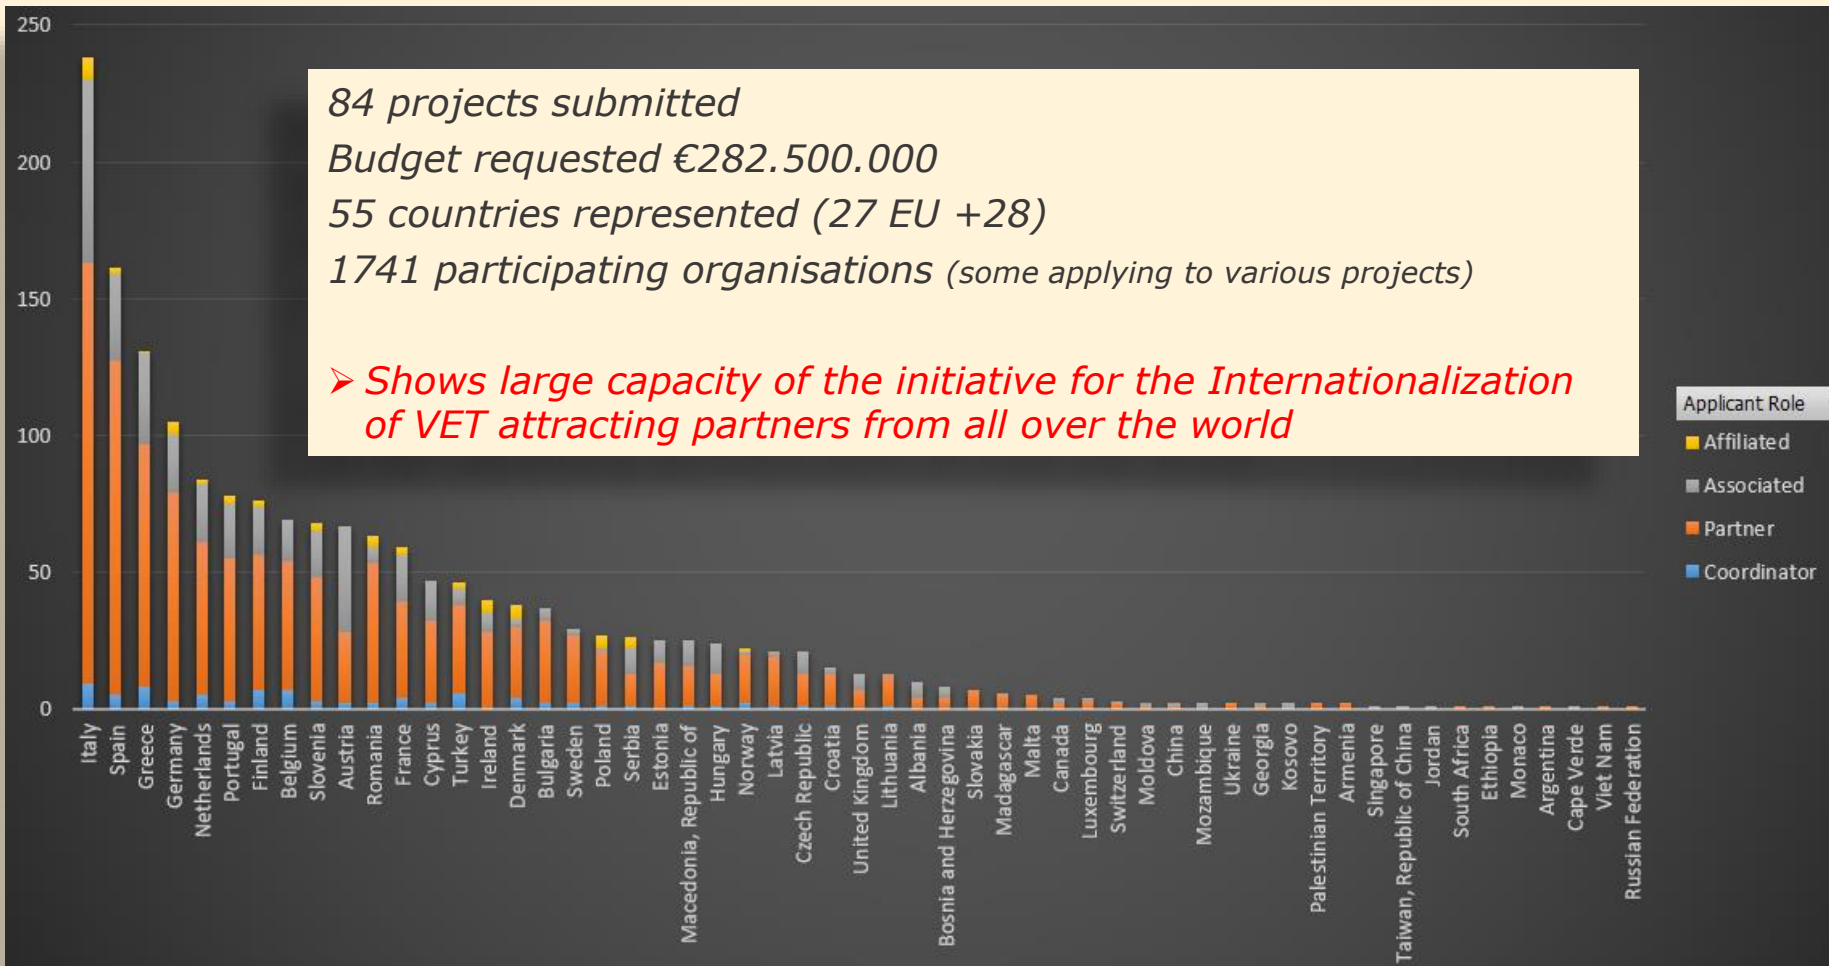 250
200
150
100
50
0
84 projects submitted
Budget requested €282.500.000
55 countries represented (27 EU +28)
1741 participating organisations (some applying to various projects)
➤ Shows large capacity of the initiative for the Internationalization
of VET attracting partners from all over the world
Applicant Role
Affiliated
Associated
Partner
Coordinator
Italy
Spain
Greece
Germany
Netherlands
Portugal
Finland
Belgium
Slovenia
Austria
Romania
France
Cyprus
Turkey
Ireland
Denmark
Bulgaria
Sweden
Poland
Serbia
Estonia
Macedonia, Republic of
Hungary
Norway
Latvia
Czech Republic
Croatia
United Kingdom
Lithuania
Albania
Bosnia and Herzegovina
Slovakia
Madagascar
Malta
Canada
Luxembourg
Switzerland
Moldova
China
Mozambique
Ukraine
Georgia
Kosovo
Palestinian Territory
Armenia
Singapore
Taiwan, Republic of China
Jordan
South Africa
Ethiopia
Monaco
Argentina
Cape Verde
Viet Nam
Russian Federation